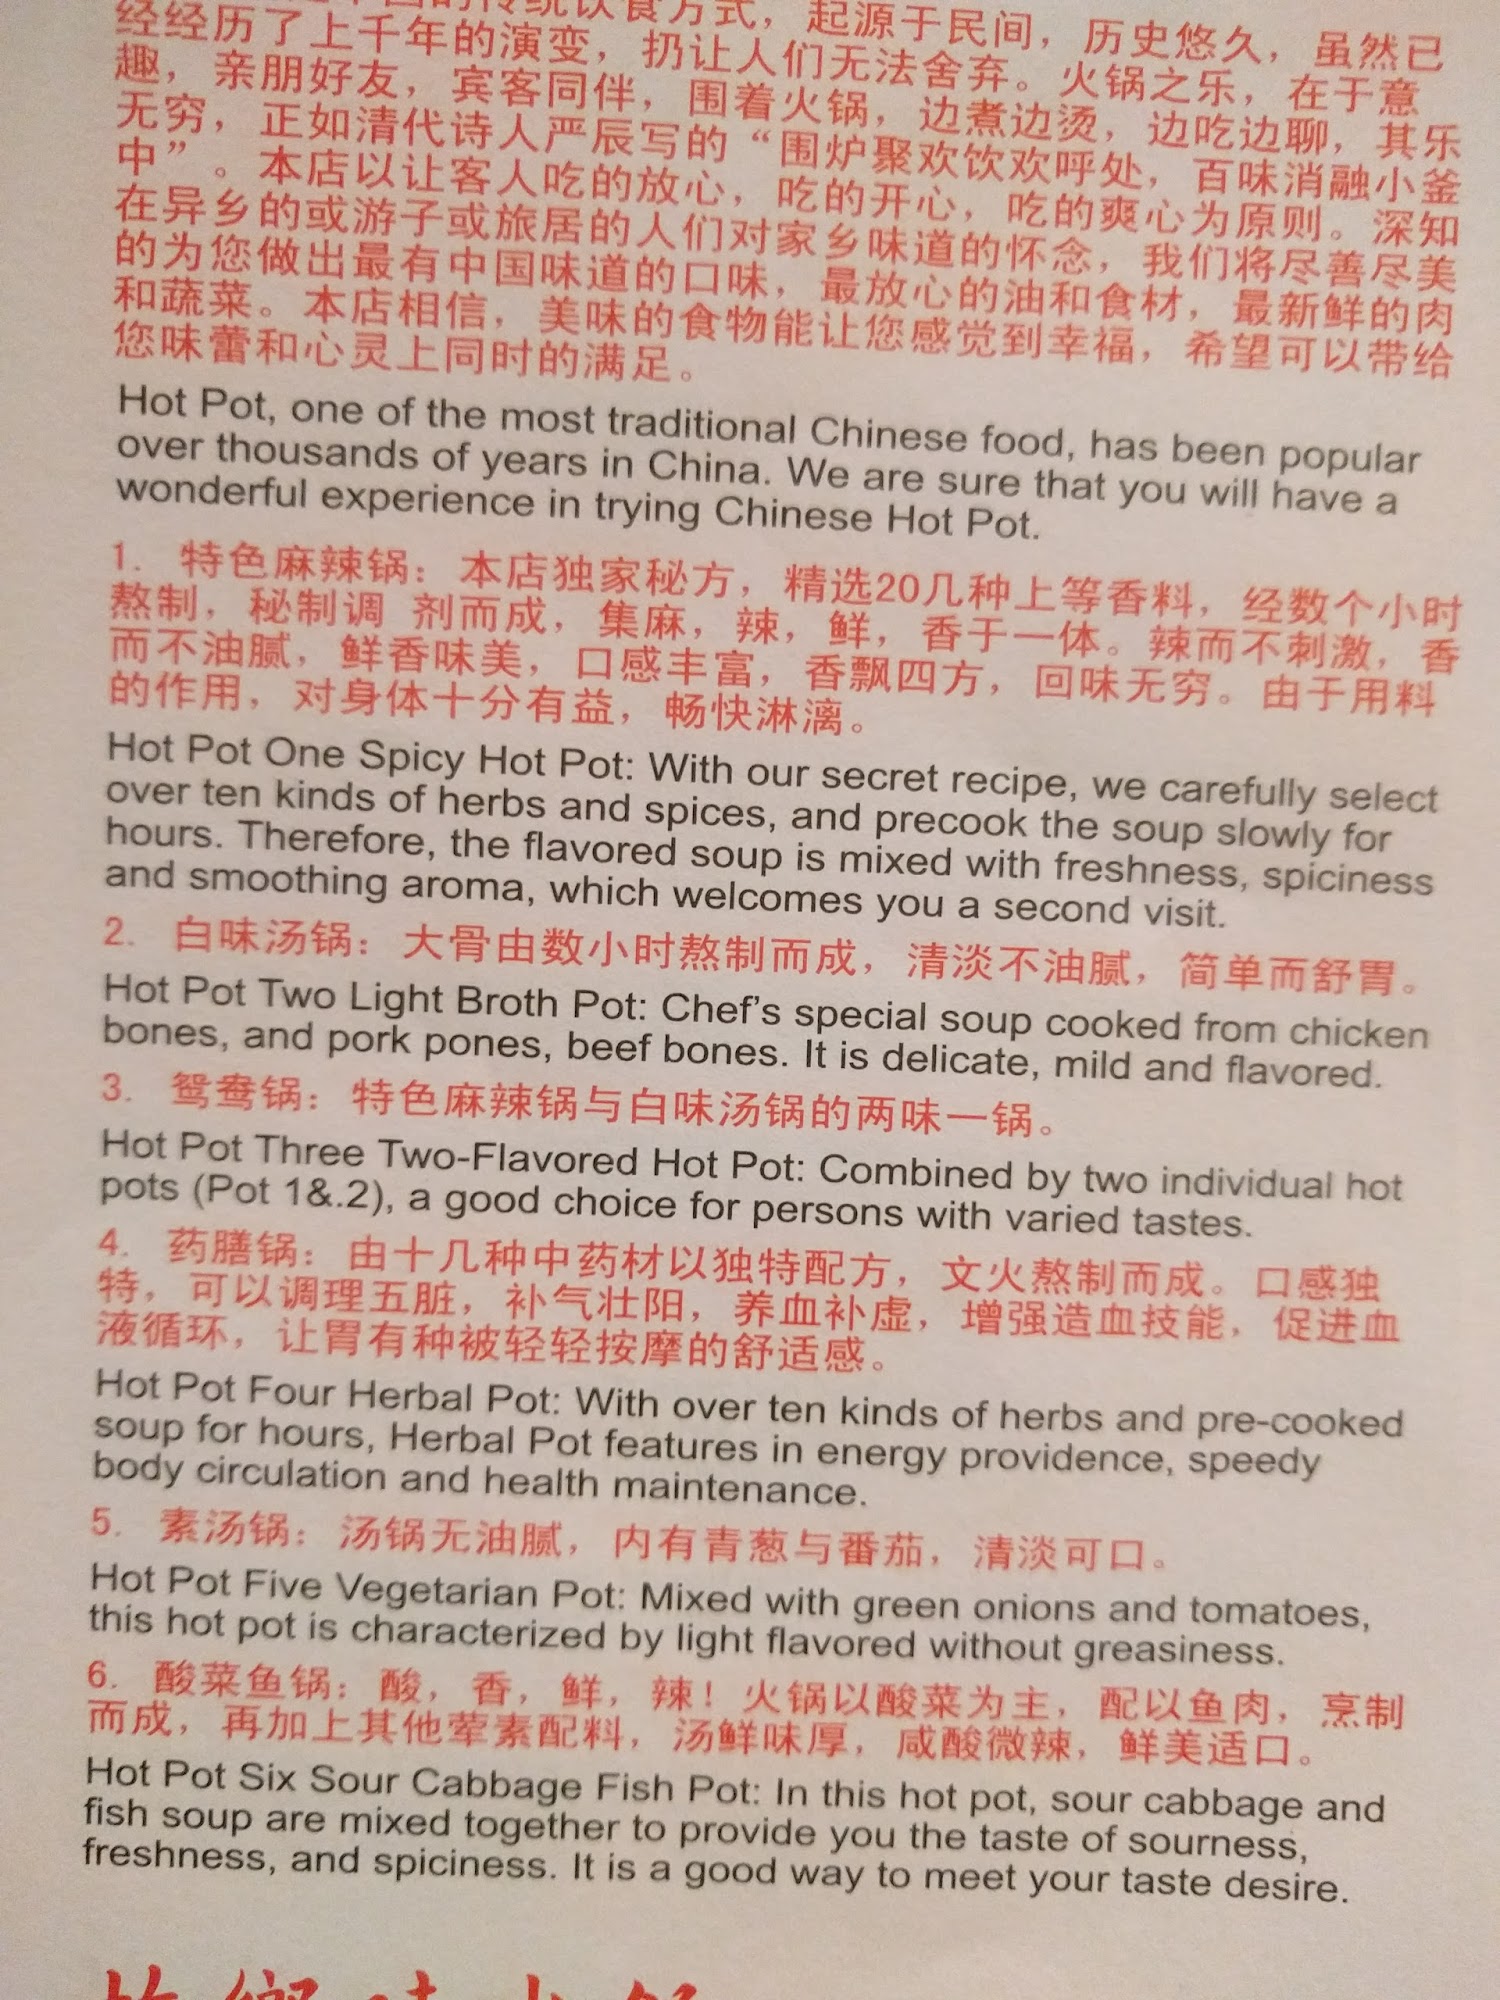 国的传统饮食方式，起源于民间，历史悠久，虽然已
经经历了上千年的演变，扔让人们无法舍弃。火锅之乐，在于意
趣，亲朋好友，宾客同伴，围着火锅，边煮边烫，边吃边聊，其乐
无穷，正如清代诗人严辰写的“围炉聚欢饮欢呼处，百味消融小釜
中”。本店以让客人吃的放心，吃的开心，吃的爽心为原则。深知
在异乡的或游子或旅居的人们对家乡味道的怀念，我们将尽善尽美
的为您做出最有中国味道的口味，最放心的油和食材，最新鲜的肉
和蔬菜。本店相信，美味的食物能让您感觉到幸福，希望可以带给
您味蕾和心灵上同时的满足。
Hot Pot, one of the most traditional Chinese food, has been popular
over thousands of years in China. We are sure that you will have a
wonderful experience in trying Chinese Hot Pot.
1. 特色麻辣锅：本店独家秘方，精选20几种上等香料，经数个小时
熬制，秘制调 剂而成，集麻，辣，鲜，香于一体。辣而不刺激，香
而不油腻，鲜香味美，口感丰富，香飘四方，回味无穷。由于用料
的作用，对身体十分有益，畅快淋漓。
Hot Pot One Spicy Hot Pot: With our secret recipe, we carefully select
over ten kinds of herbs and spices, and precook the soup slowly for
hours. Therefore, the flavored soup is mixed with freshness, spiciness
and smoothing aroma, which welcomes you a second visit.
2. 白味汤锅：大骨由数小时熬制而成，清淡不油腻，简单而舒胃。
Hot Pot Two Light Broth Pot: Chef's special soup cooked from chicken
bones, and pork pones, beef bones. It is delicate, mild and flavored.
3. 鸳鸯锅：特色麻辣锅与白味汤锅的两味一锅。
Hot Pot Three Two-Flavored Hot Pot: Combined by two individual hot
pots (Pot 1&.2), a good choice for persons with varied tastes.
4. 药膳锅：由十几种中药材以独特配方，文火熬制而成。口感独
特，可以调理五脏，补气壮阳，养血补虚，增强造血技能，促进血
液循环，让胃有种被轻轻按摩的舒适感。
Hot Pot Four Herbal Pot: With over ten kinds of herbs and pre-cooked
soup for hours, Herbal Pot features in energy providence, speedy
body circulation and health maintenance.
5. 素汤锅：汤锅无油腻，内有青葱与番茄，清淡可口。
Hot Pot Five Vegetarian Pot: Mixed with green onions and tomatoes,
this hot pot is characterized by light flavored without greasiness.
6. 酸菜鱼锅：酸，香，鲜，辣！火锅以酸菜为主，配以鱼肉，烹制
而成，再加上其他荤素配料，汤鲜味厚，咸酸微辣，鲜美适口。
Hot Pot Six Sour Cabbage Fish Pot: In this hot pot, sour cabbage and
fish soup are mixed together to provide you the taste of sourness,
freshness, and spiciness. It is a good way to meet your taste desire.